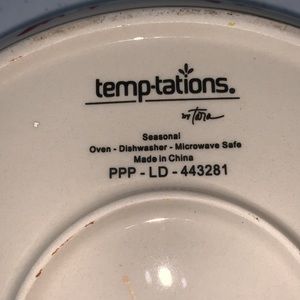 temp-tations.
by Tara
Seasonal
Oven - Dishwasher - Microwave Safe
Made in China
PPP - LD - 443281